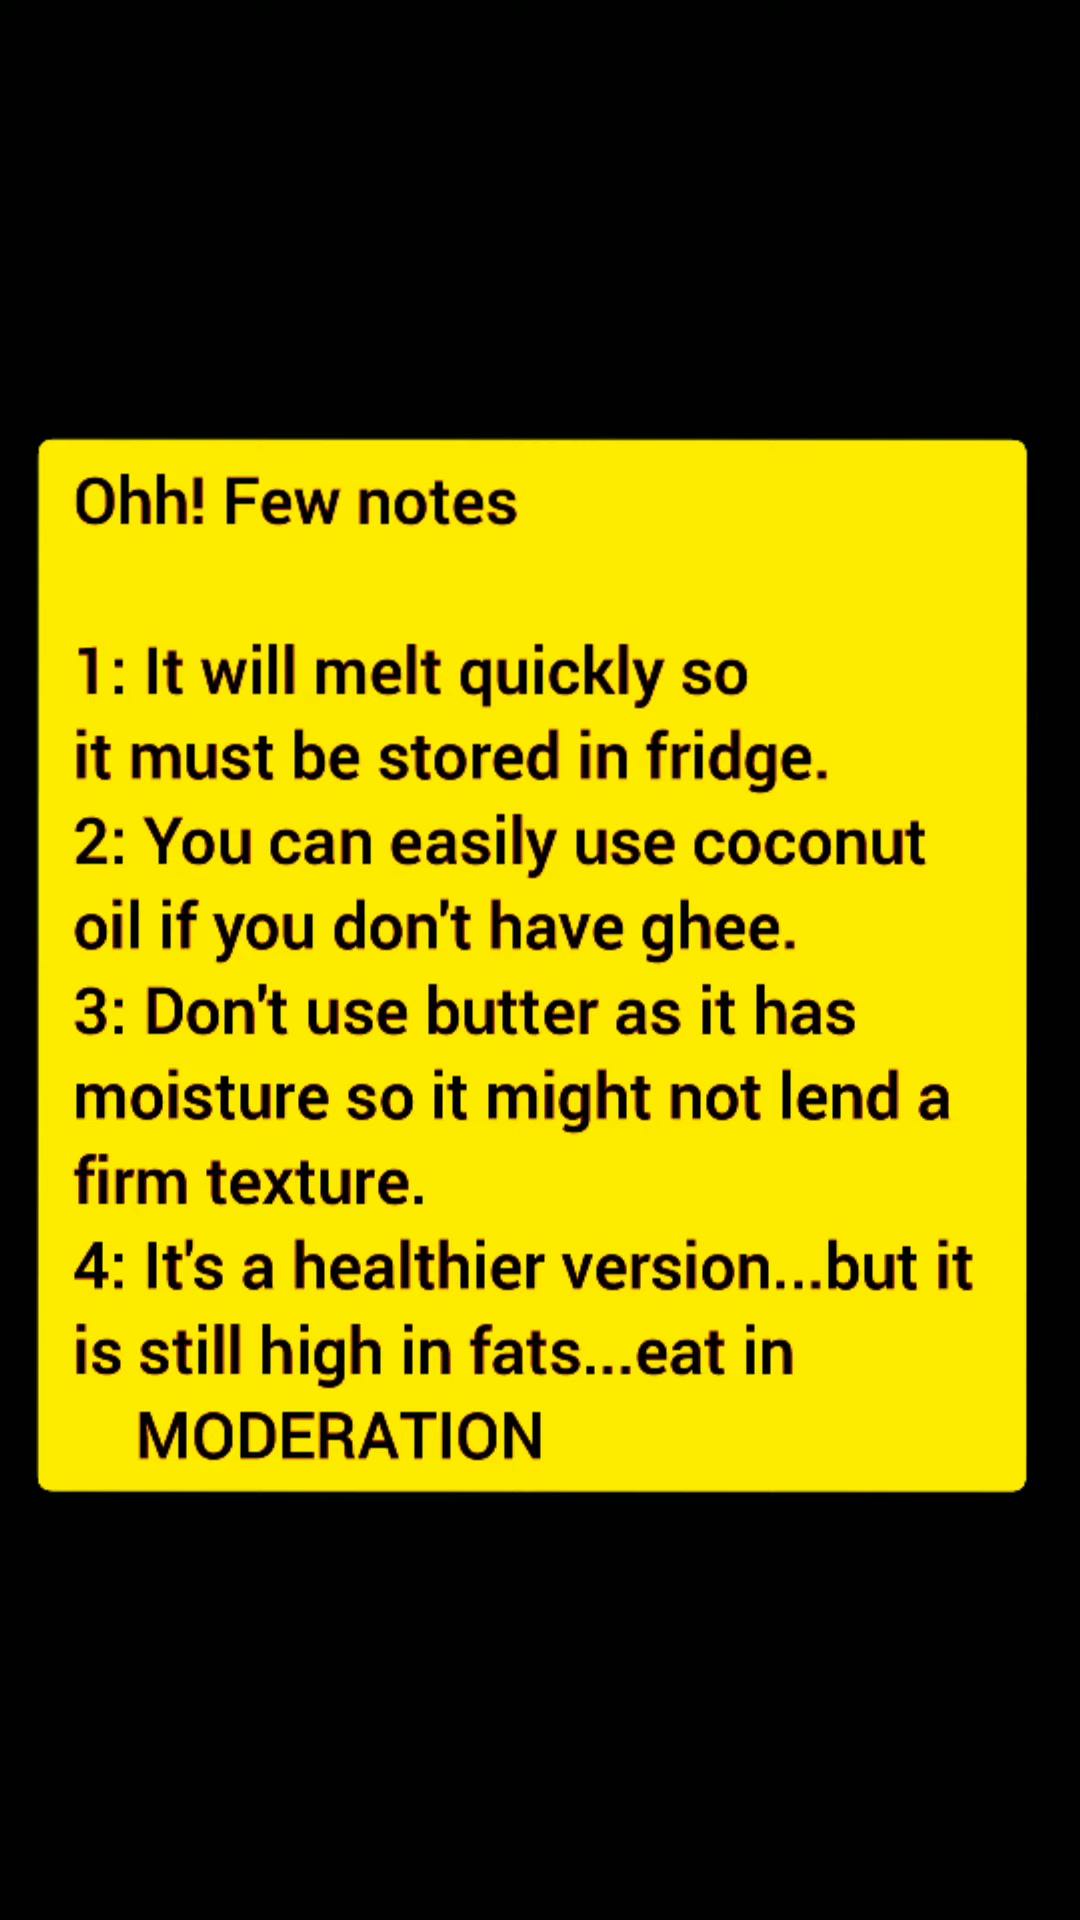 Ohh! Few notes
1: It will melt quickly so
it must be stored in fridge.
2: You can easily use coconut
oil if you don't have ghee.
3: Don't use butter as it has
moisture so it might not lend a
firm texture.
4: It's a healthier version...but it
is still high in fats...eat in
MODERATION